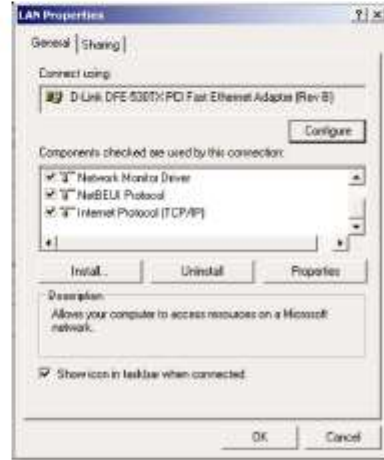 LAN Properties
General
Sharing
Connect using:
D-Link DFE-530TX PCI Fast Ethernet Adapter (Rev B)
Configure
Components checked are used by this connection:
Network Monitor Driver
NetBEUI Protocol
Internet Protocol (TCP/IP)
Install...
Uninstall
Properties
Description
Allows your computer to access resources on a Microsoft
network.
Show icon in taskbar when connected
OK
Cancel